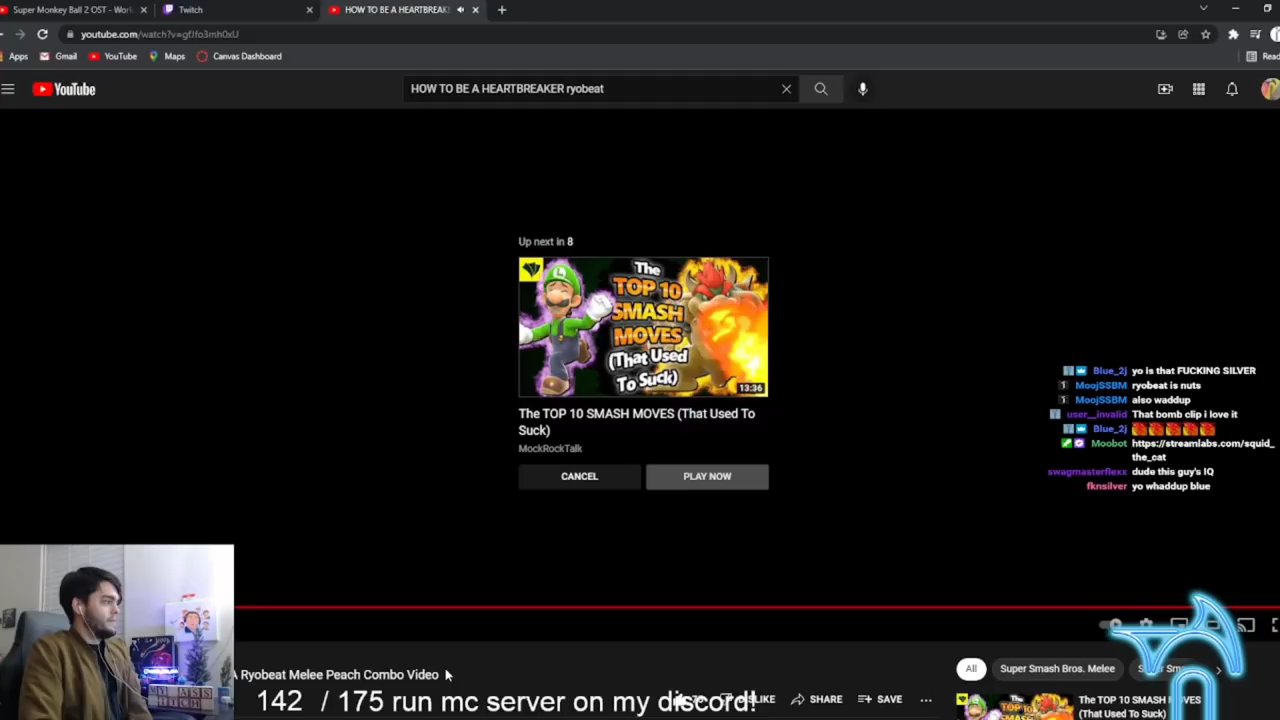 Super Monkey Ball 2 OST - Wor
Twitch
HOW TO BE A HEARTBREAK
youtube.com/watch?v=gfJfo3mh0xU
Apps
Gmail
YouTube
Maps
Canvas Dashboard
Read
YouTube
HOW TO BE A HEARTBREAKER ryobeat
Up next in 8
The
TOP 10
SMASH
MOVES
(That Used
To Suck)
13:36
The TOP 10 SMASH MOVES (That Used To
Suck)
MockRockTalk
CANCEL
PLAY NOW
Blue_2j yo is that FUCKING SILVER
MoojSSBM ryobeat is nuts
MoojSSBM also waddup
user__invalid That bomb clip i love it
Blue_2j
Moobot https://streamlabs.com/squid_
the_cat
swagmasterflexx dude this guy's IQ
fknsilver yo whaddup blue
A Ryobeat Melee Peach Combo Video
142 / 175 run mc server on my discord!
SHARE
SAVE
All
Super Smash Bros. Melee
The TOP 10 SMASH MOVES
(That Used To Suck)